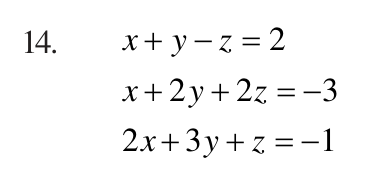 14. x + y − z = 2
x + 2y + 2z = −3
2x + 3y + z = −1